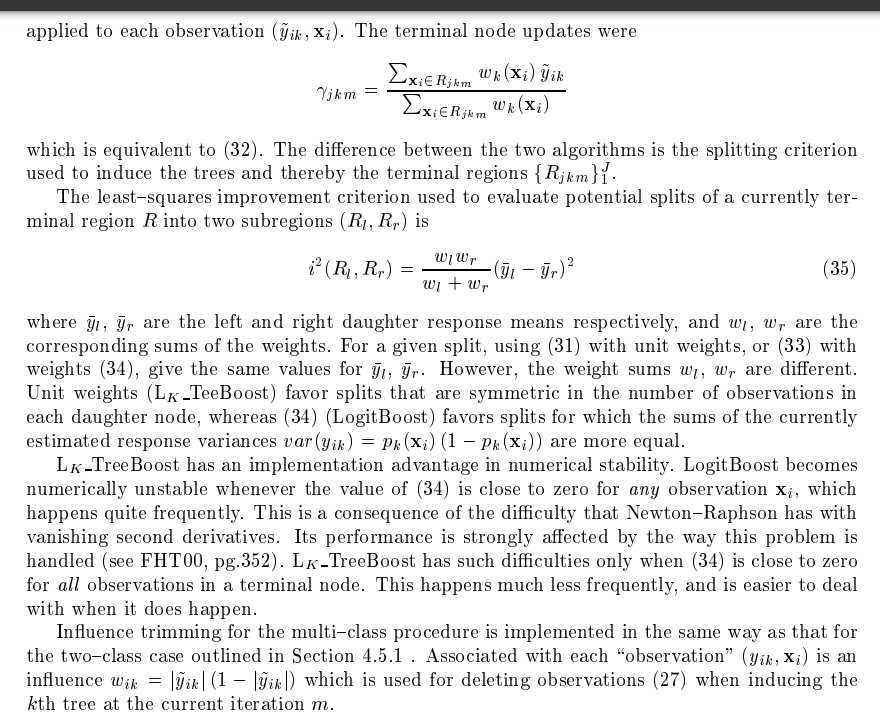 applied to each observation (ỹ_ik, x_i). The terminal node updates were
γ_jkm = ∑_{x_i∈R_jkm} w_k(x_i) ỹ_ik / ∑_{x_i∈R_jkm} w_k(x_i)
which is equivalent to (32). The difference between the two algorithms is the splitting criterion
used to induce the trees and thereby the terminal regions {R_jkm}_1^J.
The least–squares improvement criterion used to evaluate potential splits of a currently ter-
minal region R into two subregions (R_l, R_r) is
i²(R_l, R_r) = w_l w_r / (w_l + w_r) (ȳ_l − ȳ_r)² (35)
where ȳ_l, ȳ_r are the left and right daughter response means respectively, and w_l, w_r are the
corresponding sums of the weights. For a given split, using (31) with unit weights, or (33) with
weights (34), give the same values for ȳ_l, ȳ_r. However, the weight sums w_l, w_r are different.
Unit weights (L_K_TeeBoost) favor splits that are symmetric in the number of observations in
each daughter node, whereas (34) (LogitBoost) favors splits for which the sums of the currently
estimated response variances var(y_ik) = p_k(x_i) (1 − p_k(x_i)) are more equal.
L_K_TreeBoost has an implementation advantage in numerical stability. LogitBoost becomes
numerically unstable whenever the value of (34) is close to zero for any observation x_i, which
happens quite frequently. This is a consequence of the difficulty that Newton–Raphson has with
vanishing second derivatives. Its performance is strongly affected by the way this problem is
handled (see FHT00, pg.352). L_K_TreeBoost has such difficulties only when (34) is close to zero
for all observations in a terminal node. This happens much less frequently, and is easier to deal
with when it does happen.
Influence trimming for the multi–class procedure is implemented in the same way as that for
the two–class case outlined in Section 4.5.1 . Associated with each “observation” (y_ik, x_i) is an
influence w_ik = |ỹ_ik| (1 − |ỹ_ik|) which is used for deleting observations (27) when inducing the
kth tree at the current iteration m.